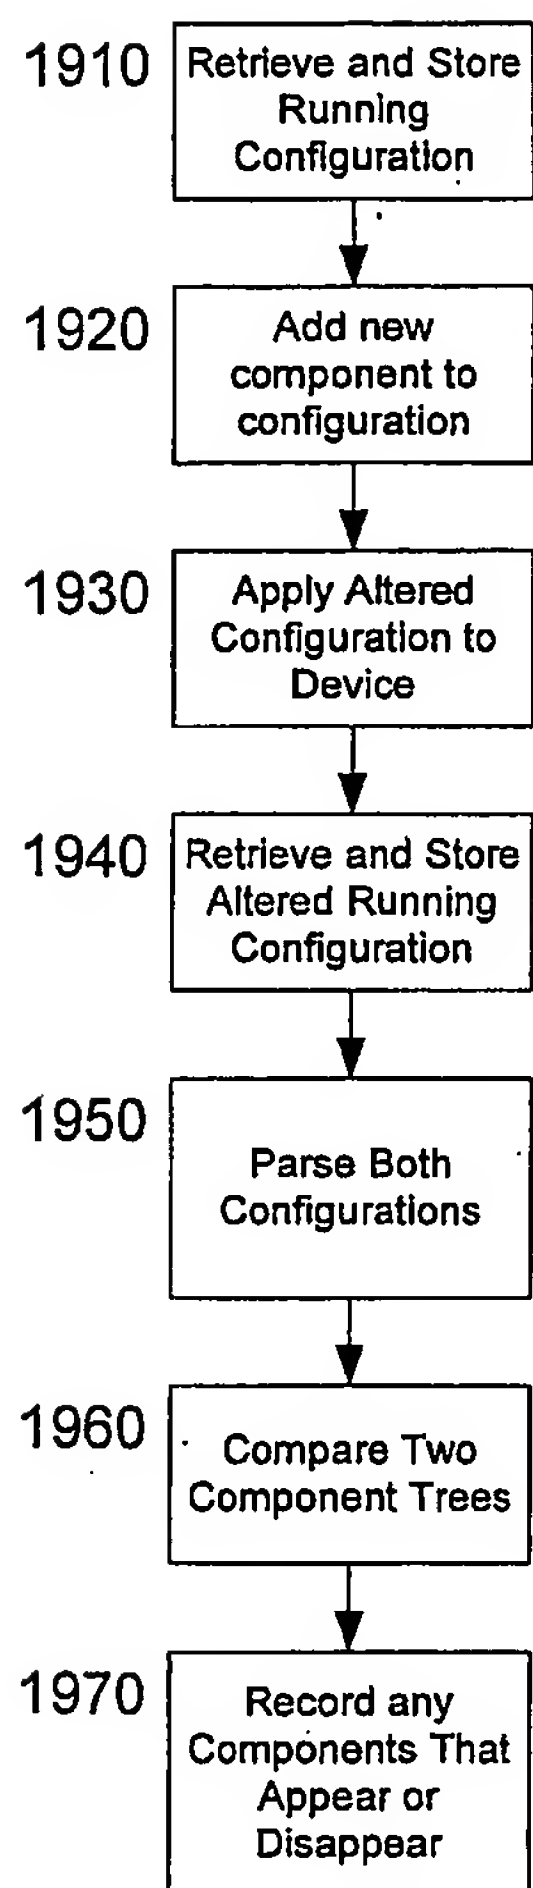 1910
Retrieve and Store
Running
Configuration
1920
Add new
component to
configuration
1930
Apply Altered
Configuration to
Device
1940
Retrieve and Store
Altered Running
Configuration
1950
Parse Both
Configurations
1960
Compare Two
Component Trees
1970
Record any
Components That
Appear or
Disappear